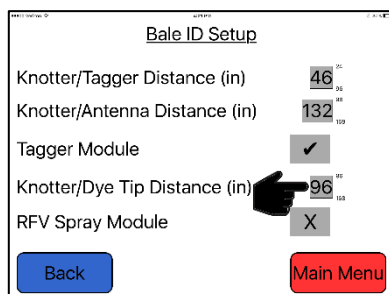 Bale ID Setup
Knotter/Tagger Distance (in) 46
Knotter/Antenna Distance (in) 132
Tagger Module ✔
Knotter/Dye Tip Distance (in) 96
RFV Spray Module X
Back Main Menu